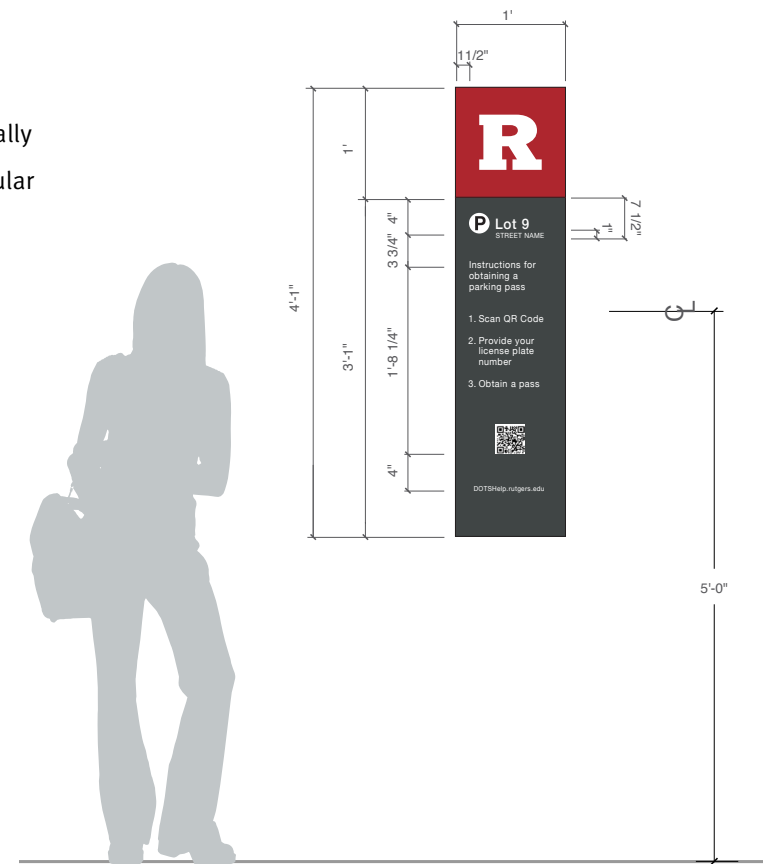 1'
11/2"
ally
ular
4'-1"
1'
3'-1"
4"
3 3/4"
1'-8 1/4"
4"
R
P Lot 9
STREET NAME
Instructions for
obtaining a
parking pass
1. Scan QR Code
2. Provide your
license plate
number
3. Obtain a pass
DOTSHelp.rutgers.edu
7 1/2"
1"
CL
5'-0"